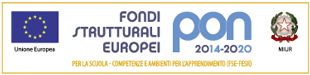 FONDI
STRUTTURALI
EUROPEI
pon
2014-2020
Unione Europea
MIUR
PER LA SCUOLA - COMPETENZE E AMBIENTI PER L'APPRENDIMENTO (FSE-FESR)